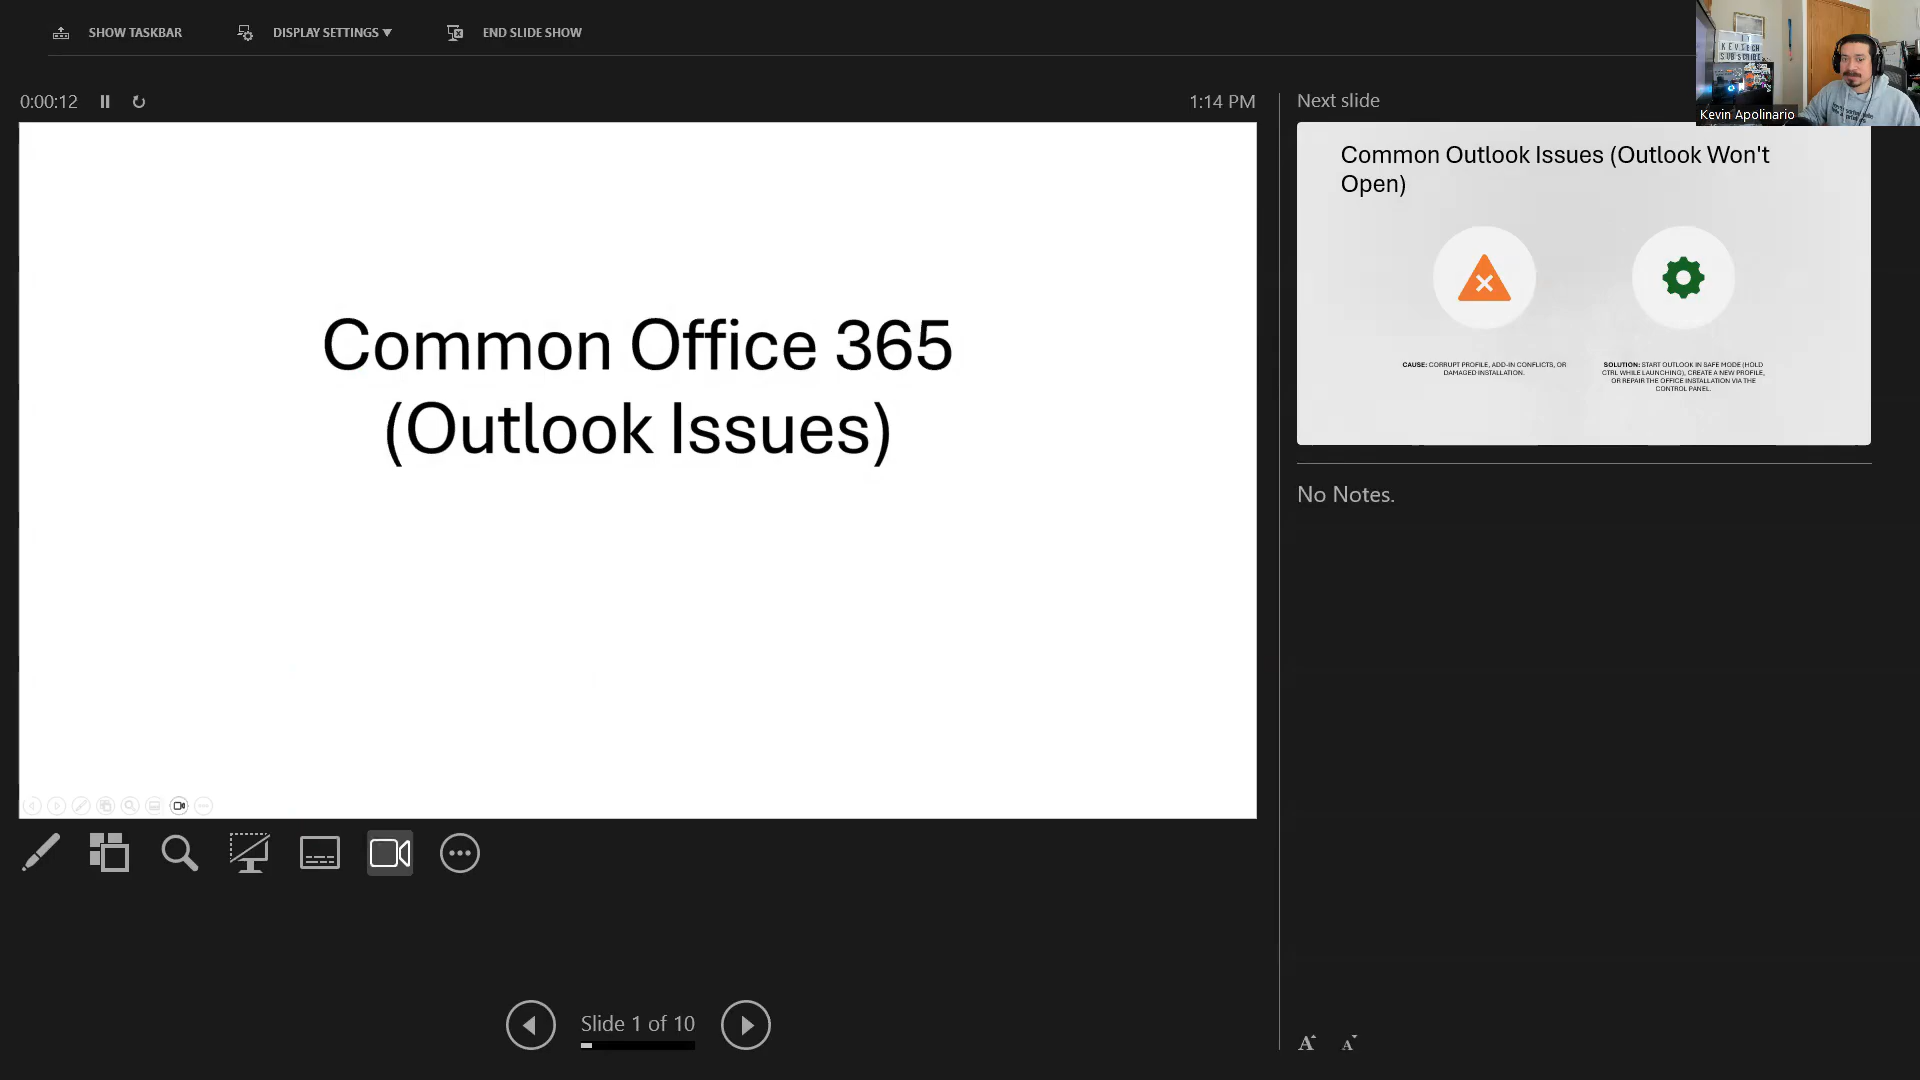 SHOW TASKBAR
DISPLAY SETTINGS ▼
END SLIDE SHOW
0:00:12
1:14 PM
Common Office 365
(Outlook Issues)
Slide 1 of 10
Next slide
KEVTECH
SUBSCRIBE
Kevin Apolinario
Common Outlook Issues (Outlook Won't
Open)
CAUSE: CORRUPT PROFILE, ADD-IN CONFLICTS, OR
DAMAGED INSTALLATION.
SOLUTION: START OUTLOOK IN SAFE MODE (HOLD
CTRL WHILE LAUNCHING), CREATE A NEW PROFILE,
OR REPAIR THE OFFICE INSTALLATION VIA THE
CONTROL PANEL.
No Notes.
A A